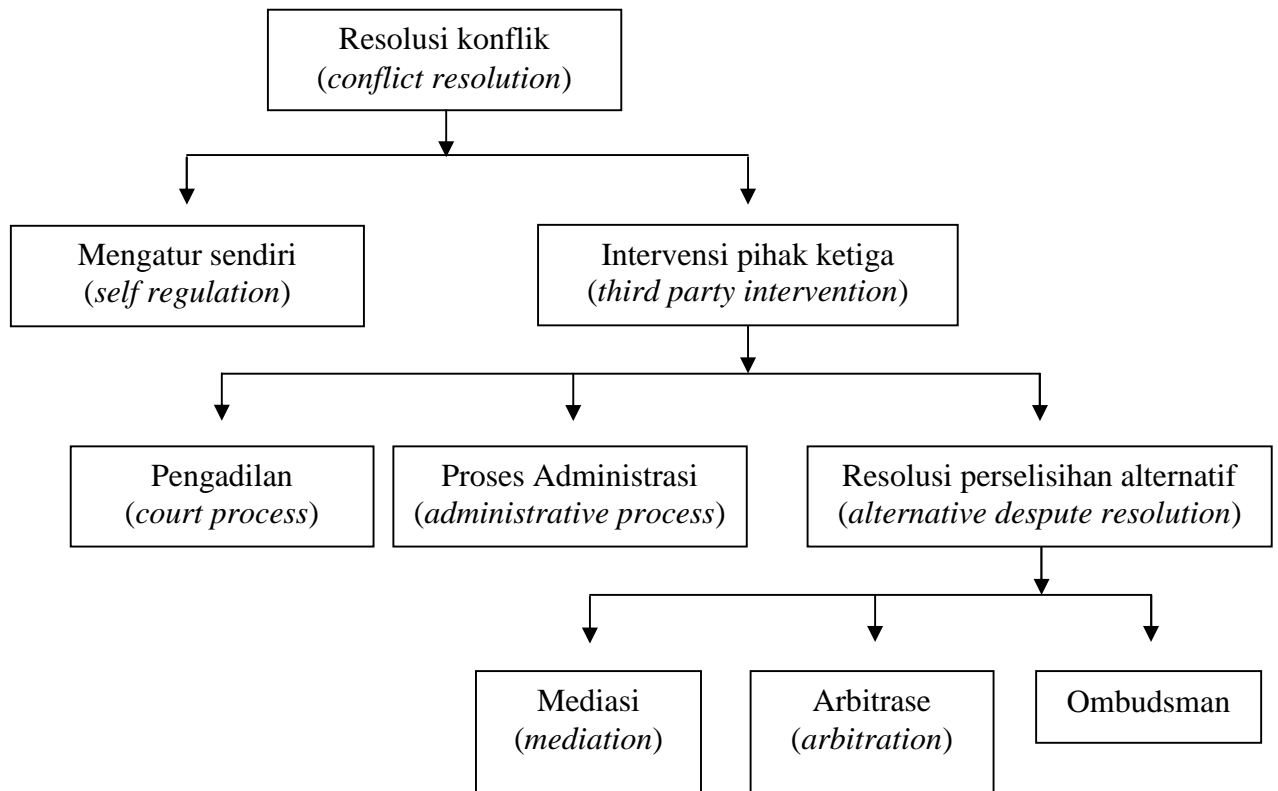 Resolusi konflik
(conflict resolution)
Mengatur sendiri
(self regulation)
Intervensi pihak ketiga
(third party intervention)
Pengadilan
(court process)
Proses Administrasi
(administrative process)
Resolusi perselisihan alternatif
(alternative despute resolution)
Mediasi
(mediation)
Arbitrase
(arbitration)
Ombudsman